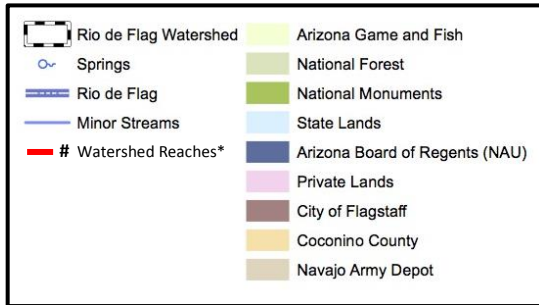 Rio de Flag Watershed
Springs
Rio de Flag
Minor Streams
# Watershed Reaches*
Arizona Game and Fish
National Forest
National Monuments
State Lands
Arizona Board of Regents (NAU)
Private Lands
City of Flagstaff
Coconino County
Navajo Army Depot